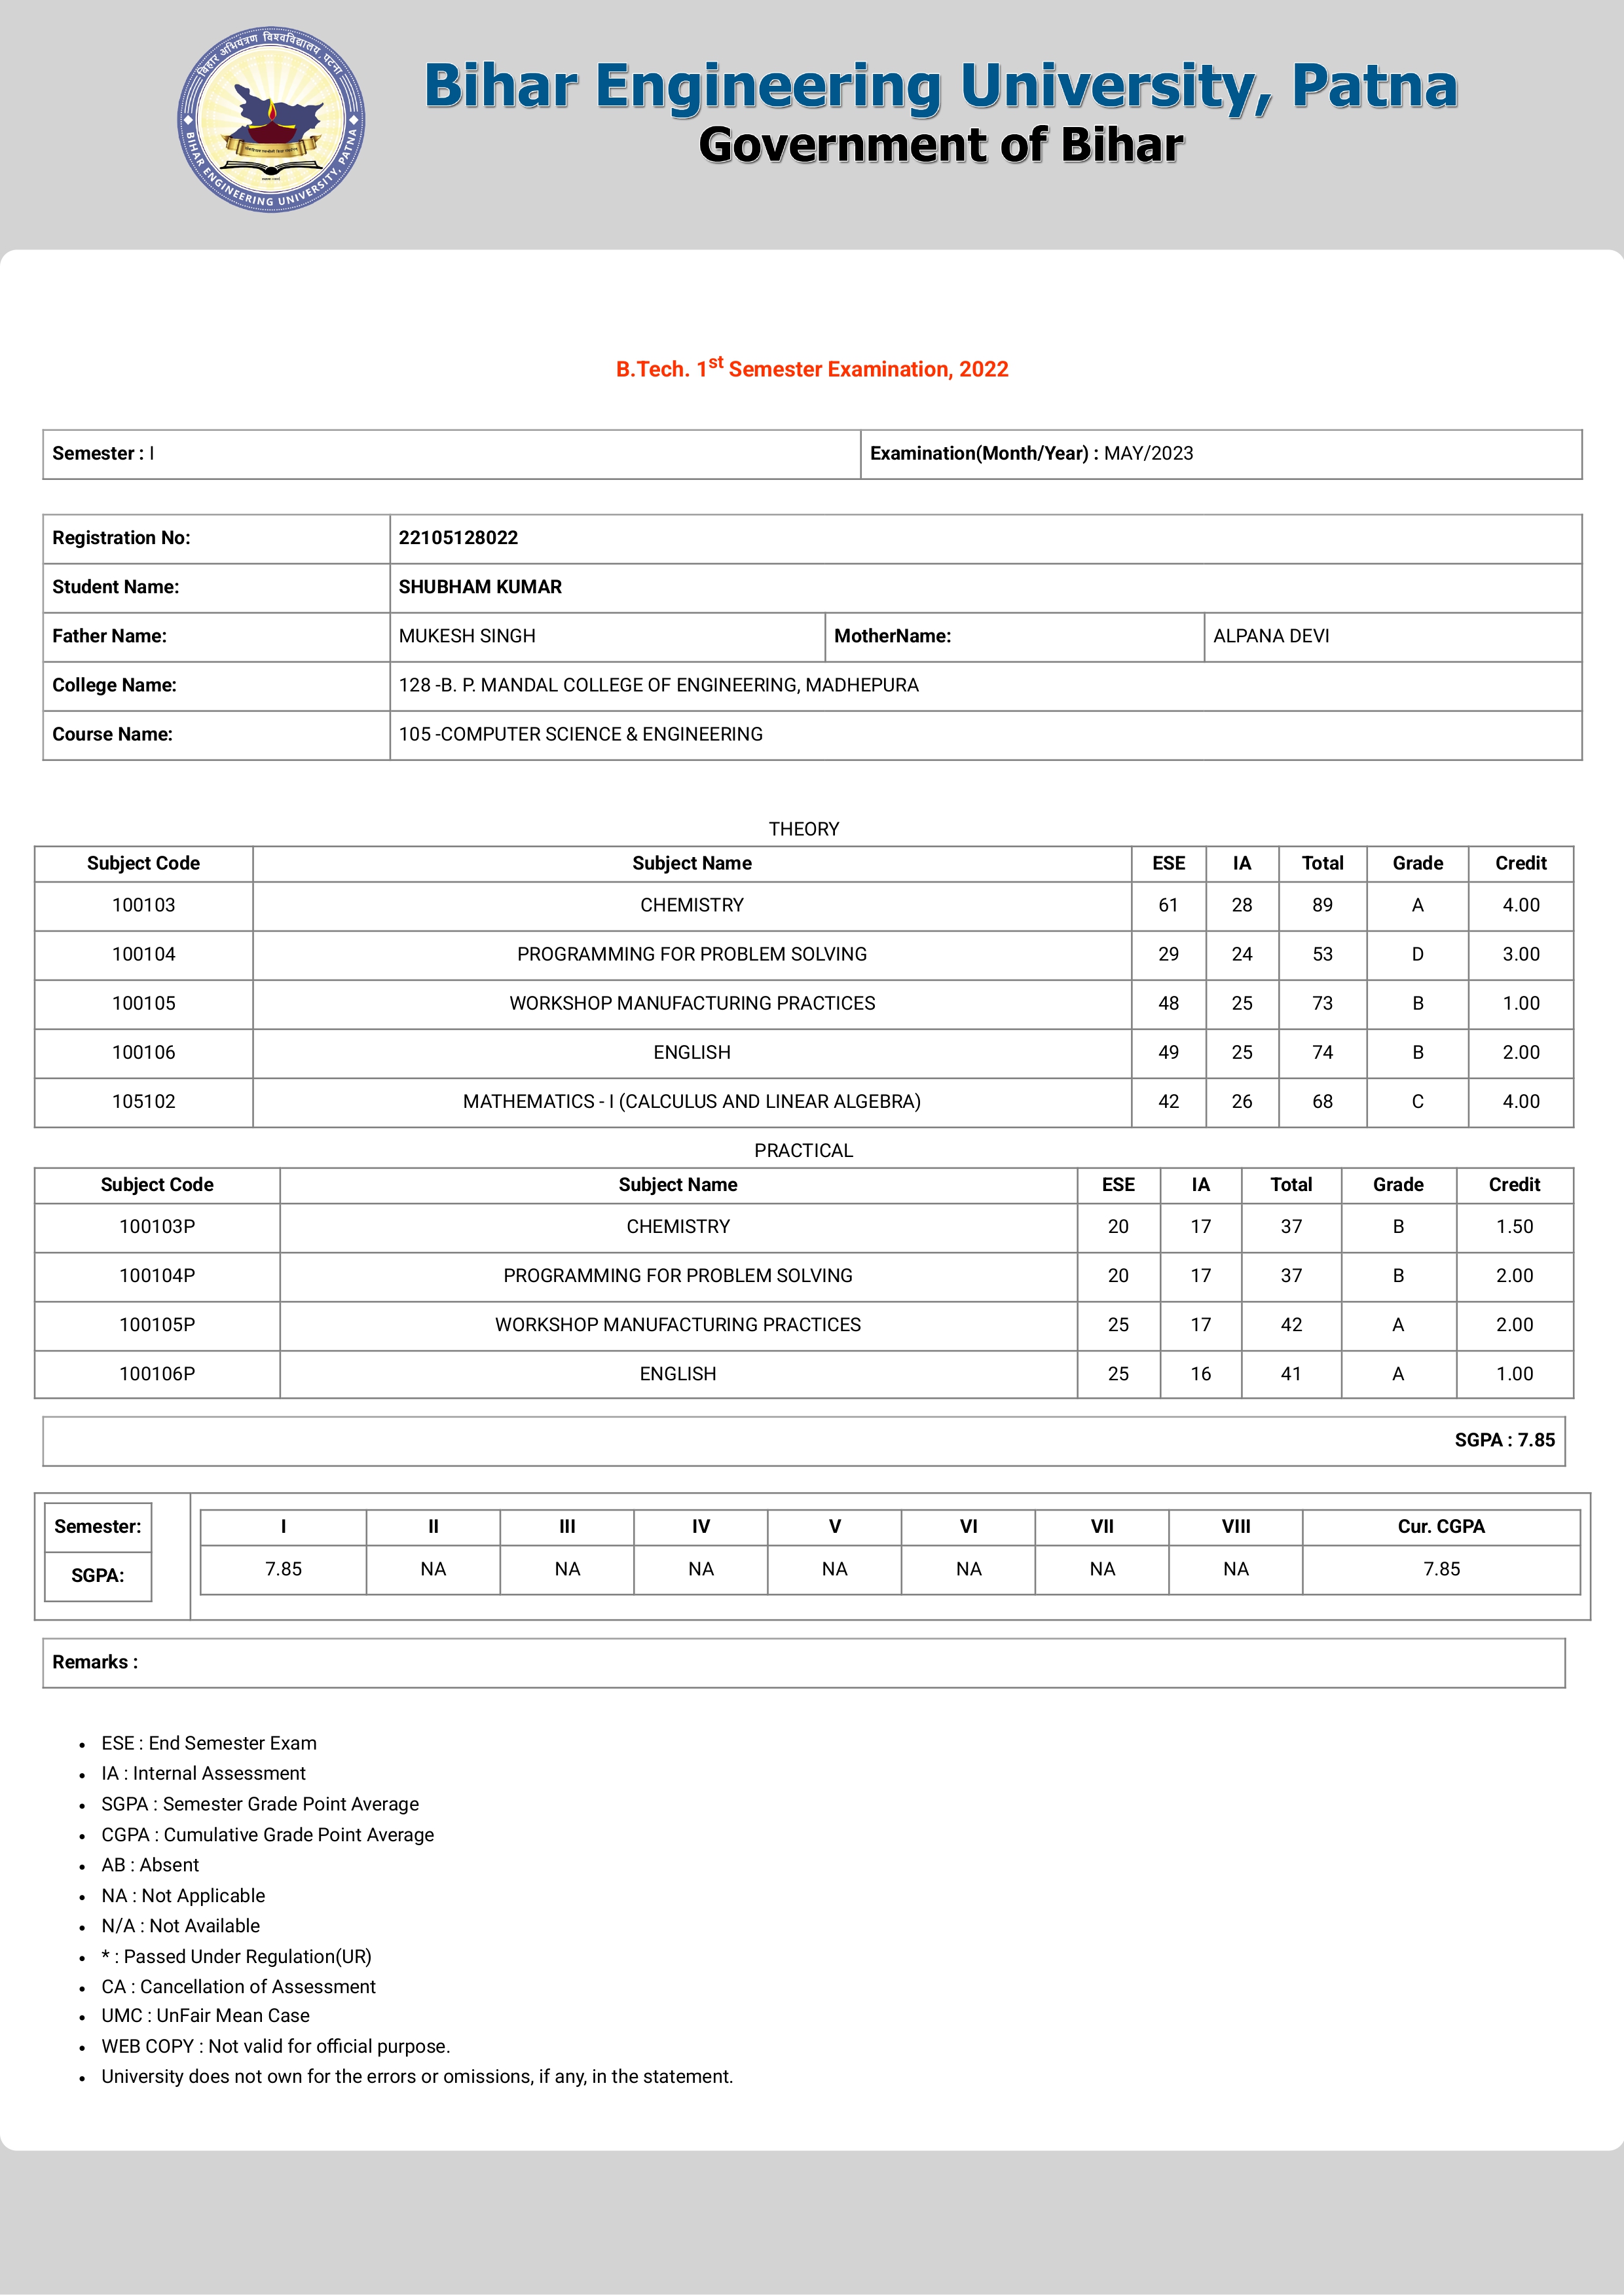 बिहार अभियंत्रण विश्वविद्यालय, पटना
BIHAR ENGINEERING UNIVERSITY, PATNA
Bihar Engineering University, Patna
Government of Bihar
B.Tech. 1st Semester Examination, 2022
Semester : I Examination(Month/Year) : MAY/2023
Registration No: 22105128022
Student Name: SHUBHAM KUMAR
Father Name: MUKESH SINGH MotherName: ALPANA DEVI
College Name: 128 -B. P. MANDAL COLLEGE OF ENGINEERING, MADHEPURA
Course Name: 105 -COMPUTER SCIENCE & ENGINEERING
THEORY
Subject Code Subject Name ESE IA Total Grade Credit
100103 CHEMISTRY 61 28 89 A 4.00
100104 PROGRAMMING FOR PROBLEM SOLVING 29 24 53 D 3.00
100105 WORKSHOP MANUFACTURING PRACTICES 48 25 73 B 1.00
100106 ENGLISH 49 25 74 B 2.00
105102 MATHEMATICS - I (CALCULUS AND LINEAR ALGEBRA) 42 26 68 C 4.00
PRACTICAL
Subject Code Subject Name ESE IA Total Grade Credit
100103P CHEMISTRY 20 17 37 B 1.50
100104P PROGRAMMING FOR PROBLEM SOLVING 20 17 37 B 2.00
100105P WORKSHOP MANUFACTURING PRACTICES 25 17 42 A 2.00
100106P ENGLISH 25 16 41 A 1.00
SGPA : 7.85
Semester: I II III IV V VI VII VIII Cur. CGPA
SGPA: 7.85 NA NA NA NA NA NA NA 7.85
Remarks :
• ESE : End Semester Exam
• IA : Internal Assessment
• SGPA : Semester Grade Point Average
• CGPA : Cumulative Grade Point Average
• AB : Absent
• NA : Not Applicable
• N/A : Not Available
• * : Passed Under Regulation(UR)
• CA : Cancellation of Assessment
• UMC : UnFair Mean Case
• WEB COPY : Not valid for official purpose.
• University does not own for the errors or omissions, if any, in the statement.